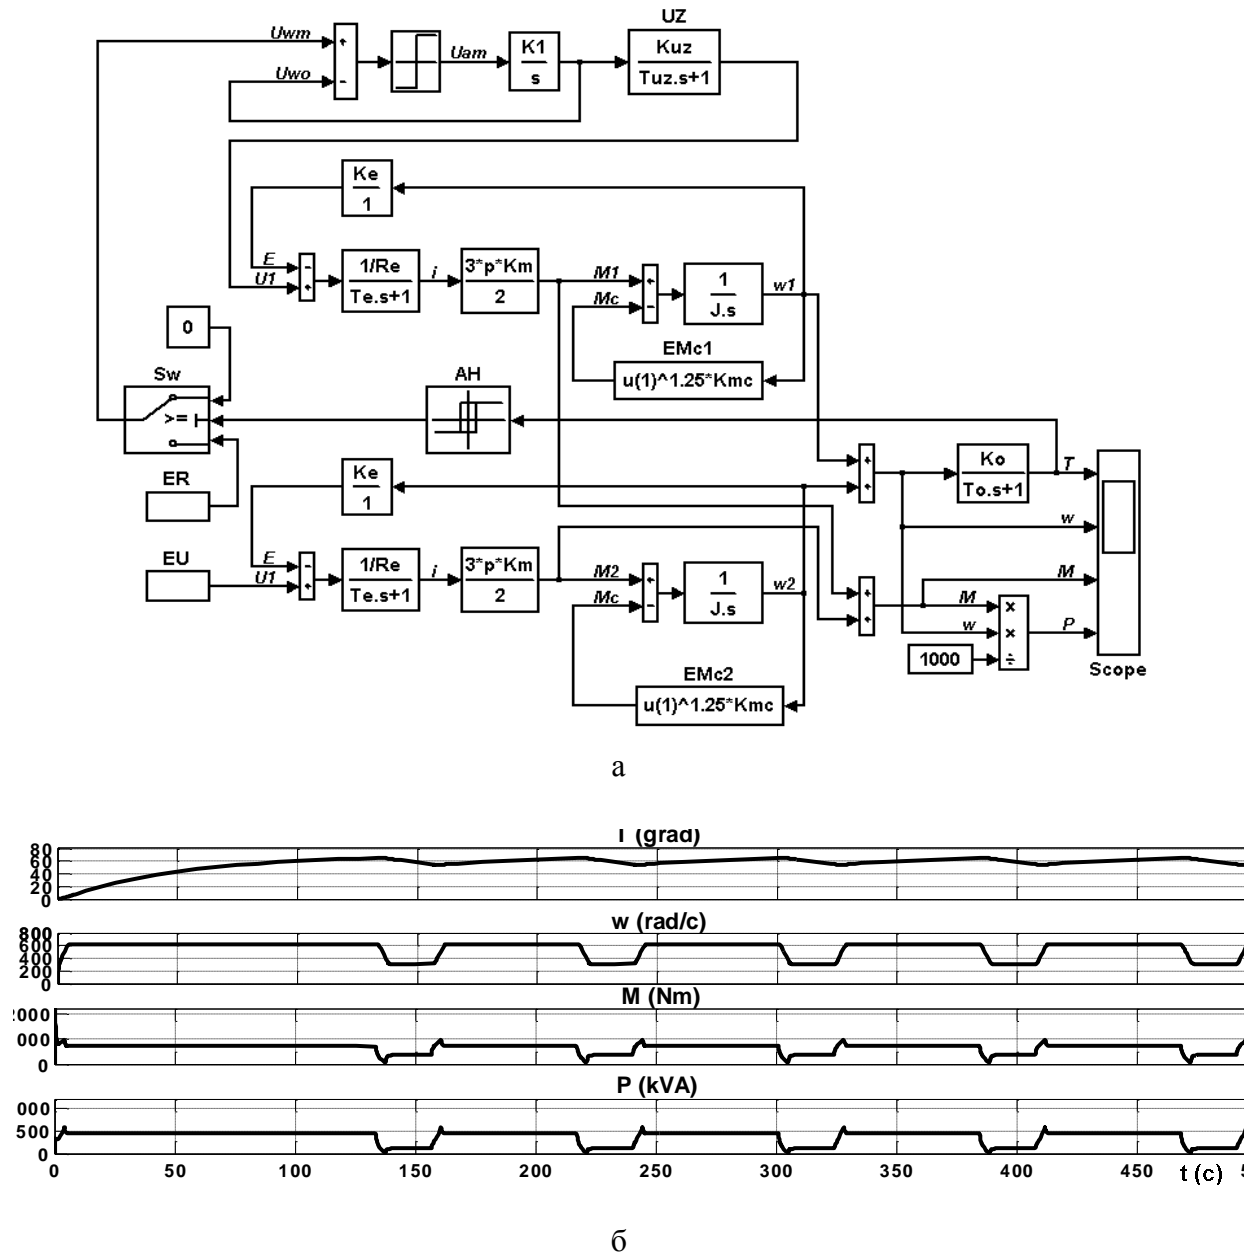 UZ
Uwm
Uwo
Uam
K1
s
Kuz
Tuz.s+1
Ke
1
E
U1
1/Re
Te.s+1
i
3*p*Km
2
M1
Mc
1
J.s
w1
0
EMc1
u(1)^1.25*Kmc
Sw
>=
AH
ER
Ke
1
Ko
To.s+1
T
w
EU
E
U1
1/Re
Te.s+1
i
3*p*Km
2
M2
Mc
1
J.s
w2
M
M
w
P
1000
Scope
EMc2
u(1)^1.25*Kmc
а
(grad)
80
60
40
20
0
w (rad/c)
800
600
400
200
0
M (Nm)
000
000
0
P (kVA)
000
500
0
0 50 100 150 200 250 300 350 400 450 t (c)
б